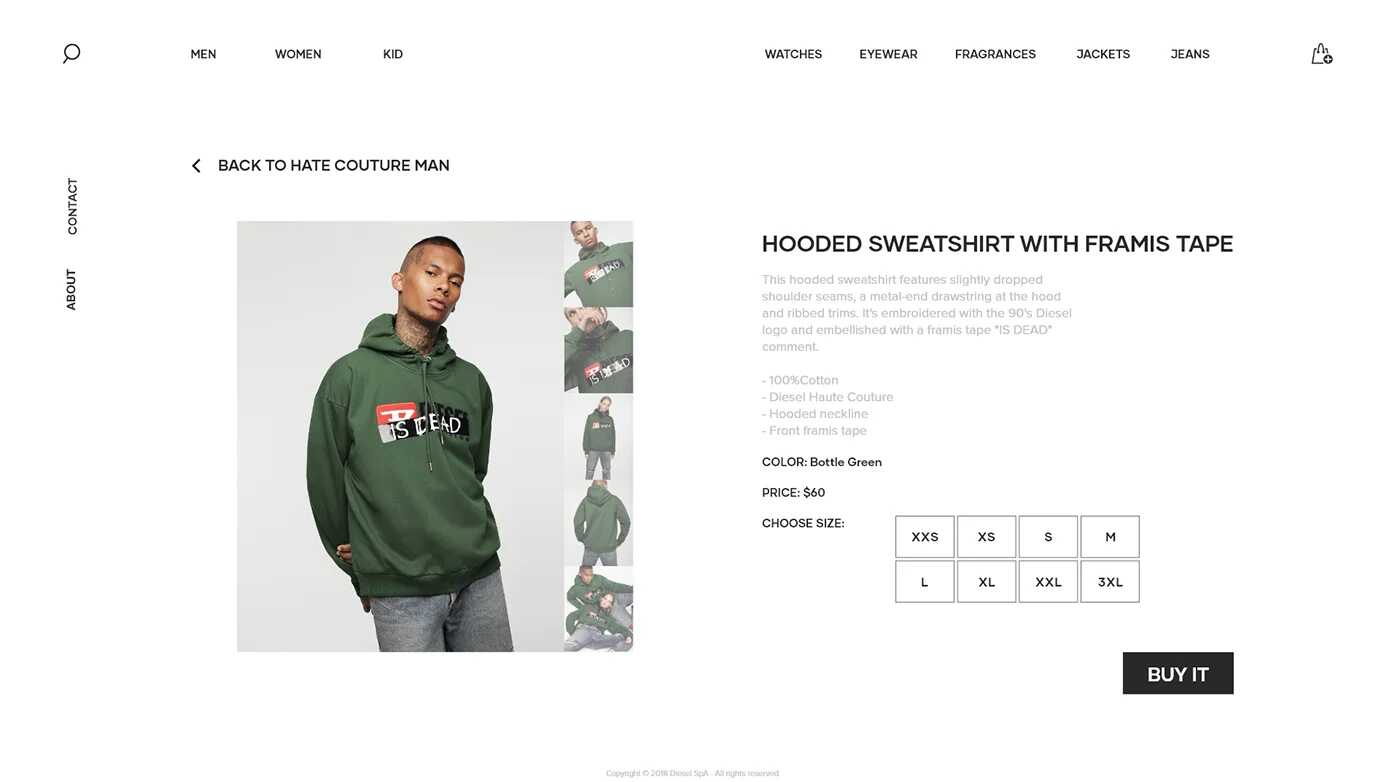 MEN WOMEN KID WATCHES EYEWEAR FRAGRANCES JACKETS JEANS
BACK TO HATE COUTURE MAN
CONTACT
ABOUT
IS DEAD
HOODED SWEATSHIRT WITH FRAMIS TAPE
This hooded sweatshirt features slightly dropped
shoulder seams, a metal-end drawstring at the hood
and ribbed trims. It's embroidered with the 90's Diesel
logo and embellished with a framis tape "IS DEAD"
comment.
- 100%Cotton
- Diesel Haute Couture
- Hooded neckline
- Front framis tape
COLOR: Bottle Green
PRICE: $60
CHOOSE SIZE:
XXS XS S M
L XL XXL 3XL
BUY IT
Copyright © 2018 Diesel SpA - All rights reserved